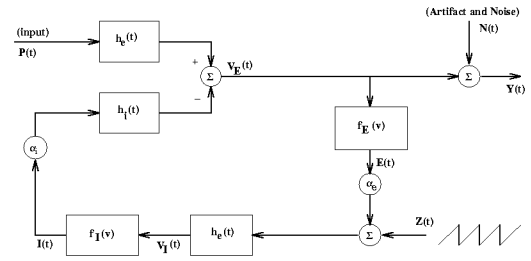 (Artifact and Noise)
(input)
N(t)
P(t)
h_e(t)
+
V_E(t)
Σ
Σ
Y(t)
−
h_i(t)
f_E(v)
α_i
E(t)
α_e
Z(t)
I(t)
f_I(v)
V_I(t)
h_e(t)
Σ